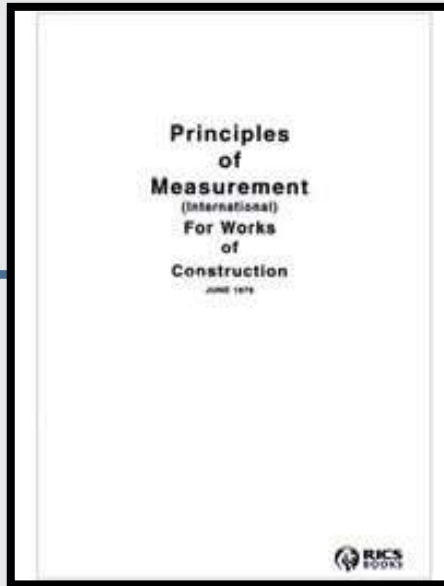 Principles
of
Measurement
(International)
For Works
of
Construction
JUNE 1979
RICS
BOOKS